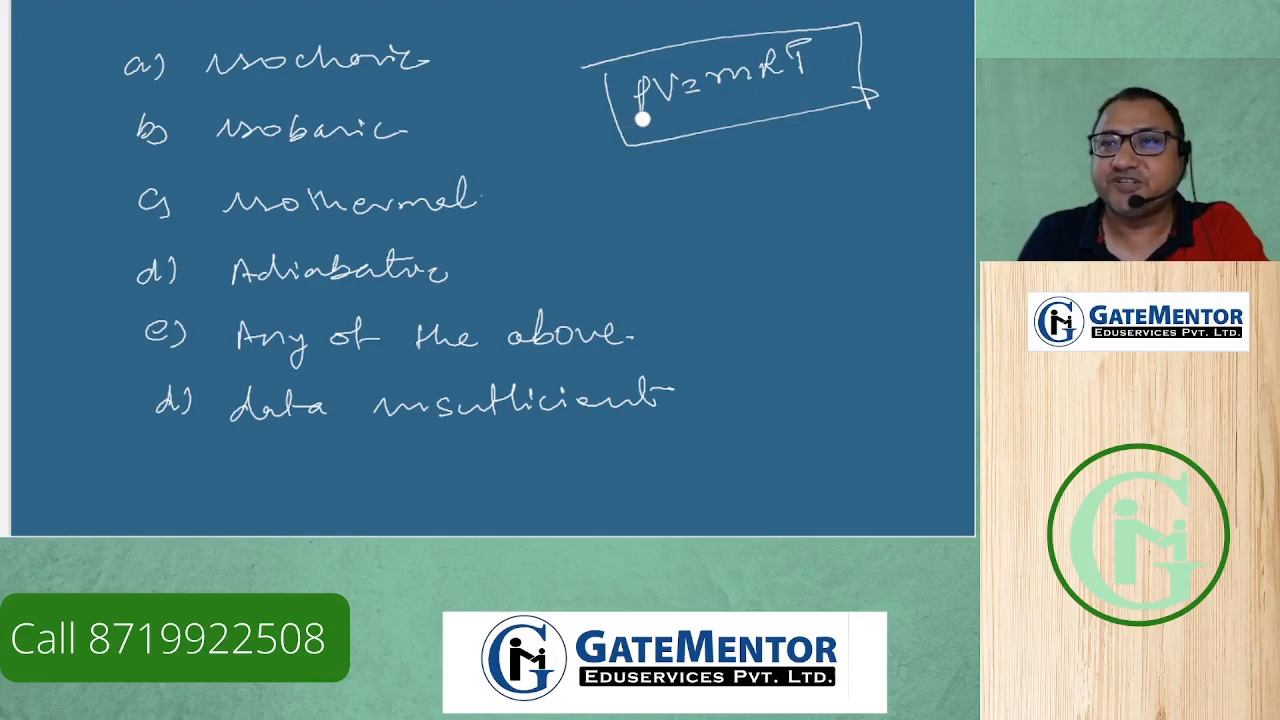 a) Isochoric
PV=mRT
b) Isobaric
c) Isothermal
d) Adiabatic
e) Any of the above.
d) data insufficient
GATEMENTOR
EDUSERVICES PVT. LTD.
Call 8719922508
GATEMENTOR
EDUSERVICES PVT. LTD.